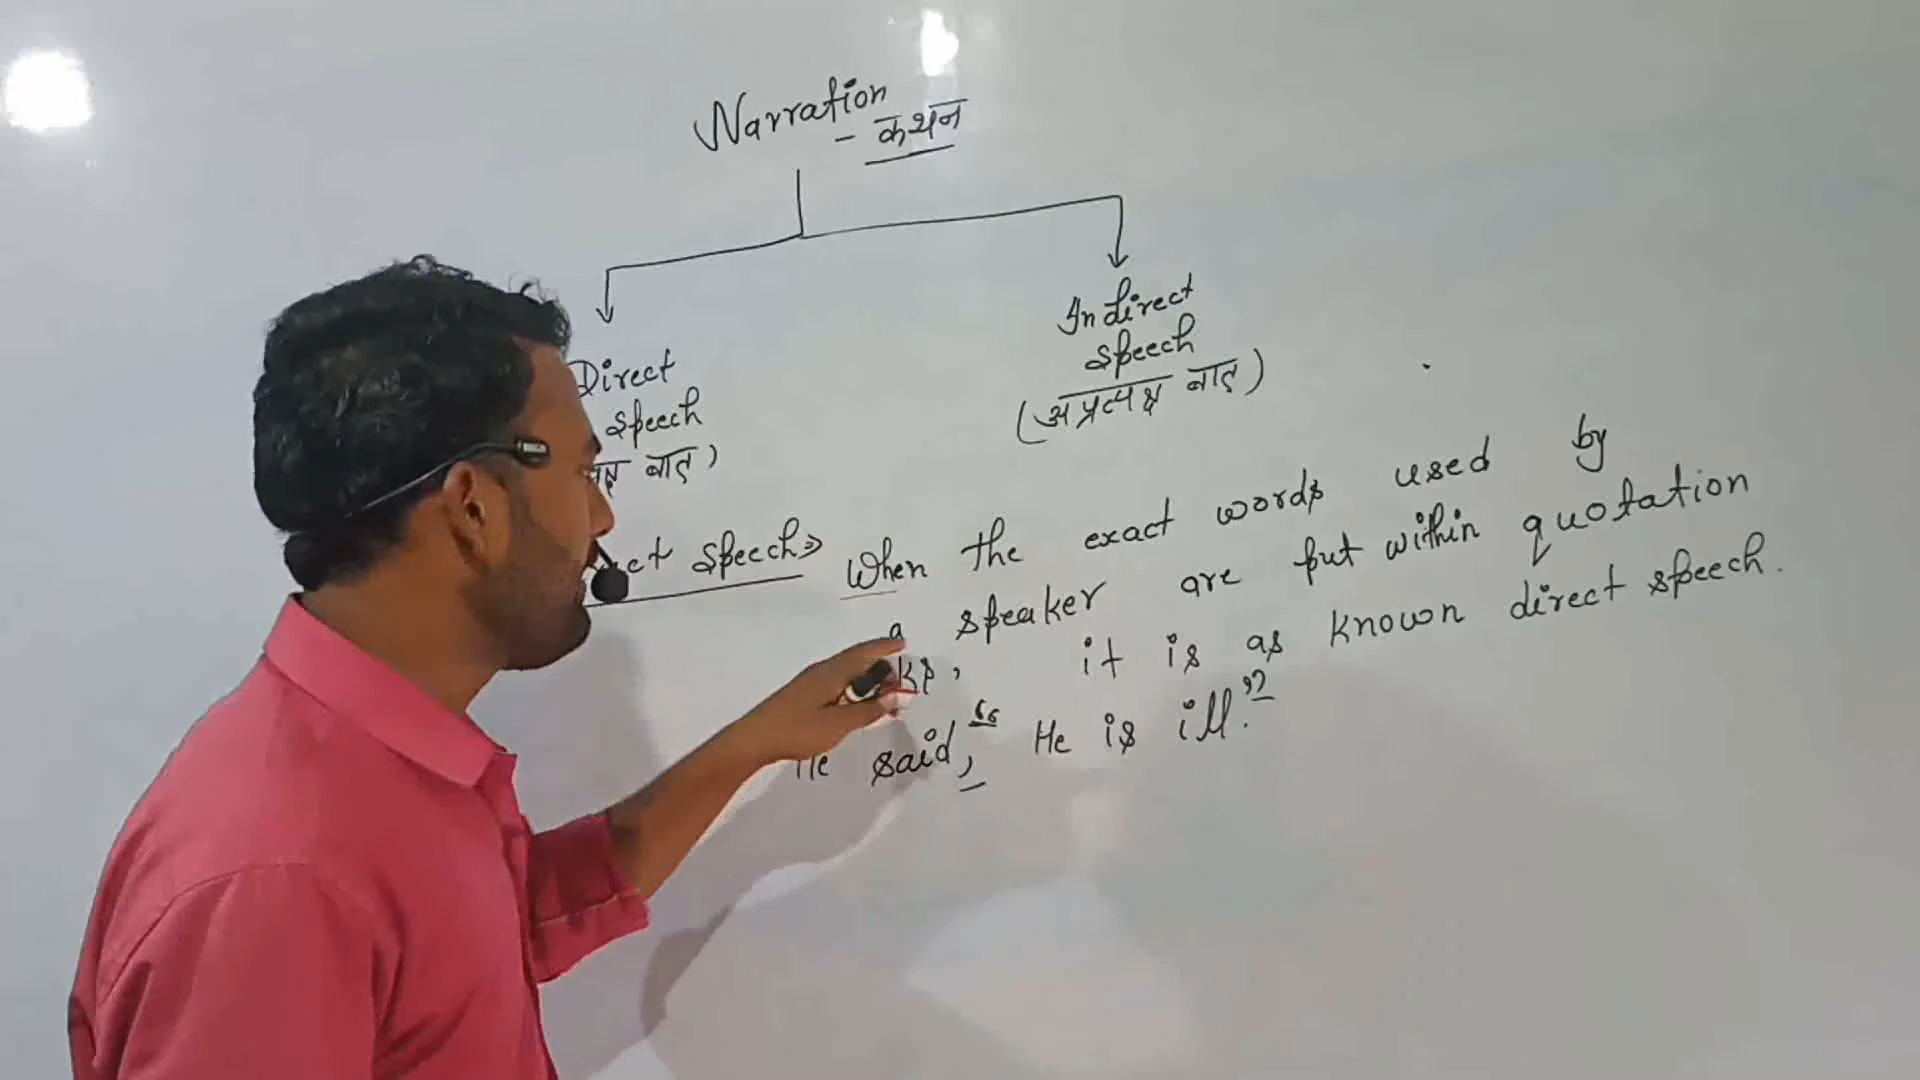 Narration
- कथन
Direct
speech
बात)
Indirect
speech
(अप्रत्यक्ष बात)
speech⇒ When the exact words used by
a speaker are put within quotation
it is as known direct speech.
He said, “ He is ill.”